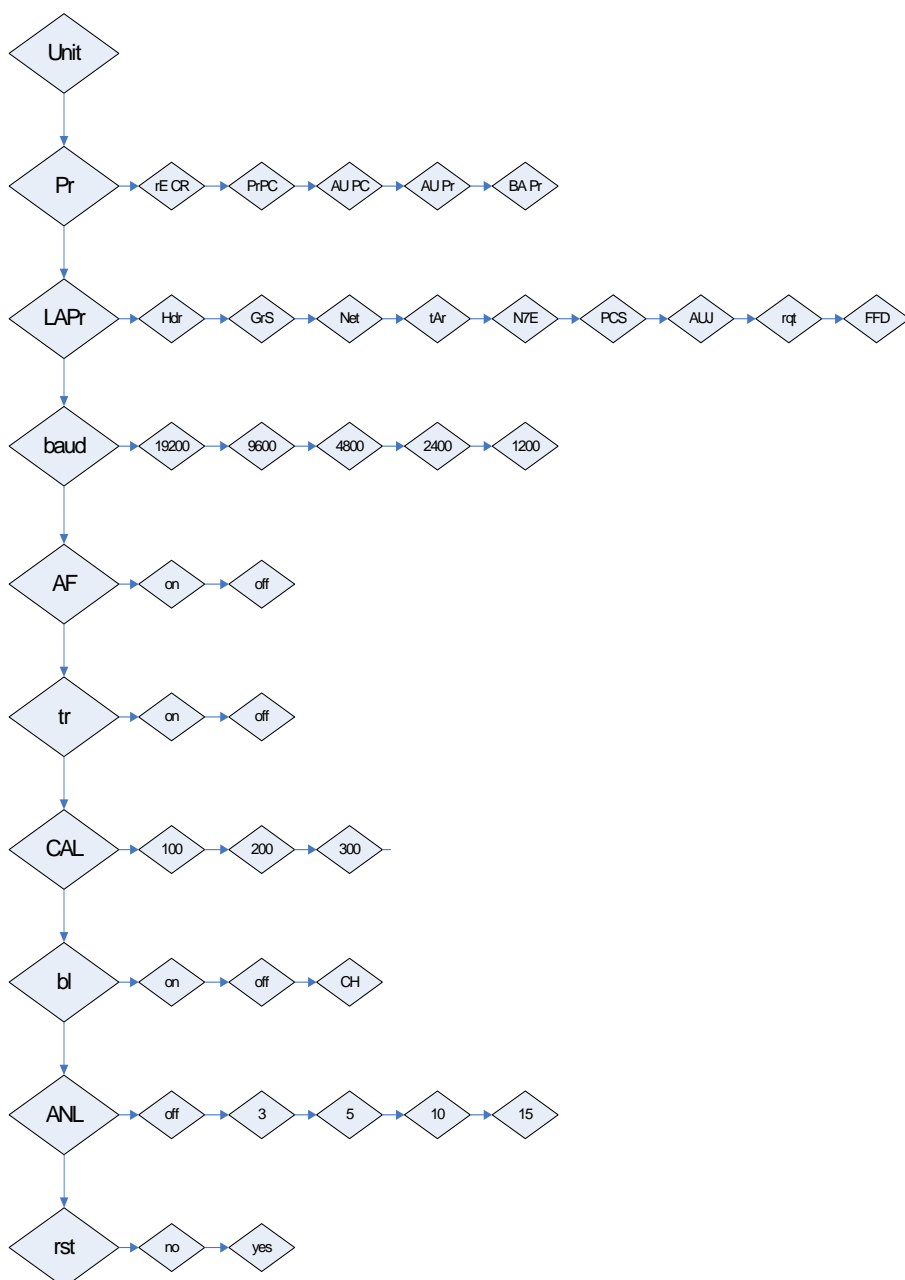 Unit
Pr rE CR PrPC AU PC AU Pr BA Pr
LAPr Hdr GrS Net tAr N7E PCS AUJ rqt FFD
baud 19200 9600 4800 2400 1200
AF on off
tr on off
CAL 100 200 300
bl on off CH
ANL off 3 5 10 15
rst no yes